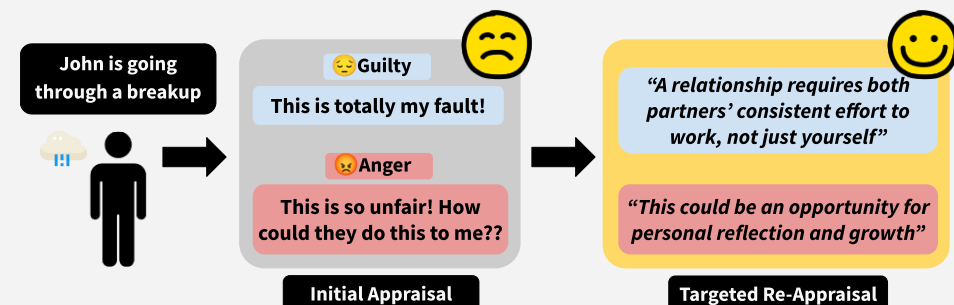 John is going
through a breakup
😔Guilty
This is totally my fault!
😡Anger
This is so unfair! How
could they do this to me??
Initial Appraisal
“A relationship requires both
partners’ consistent effort to
work, not just yourself”
“This could be an opportunity for
personal reflection and growth”
Targeted Re-Appraisal